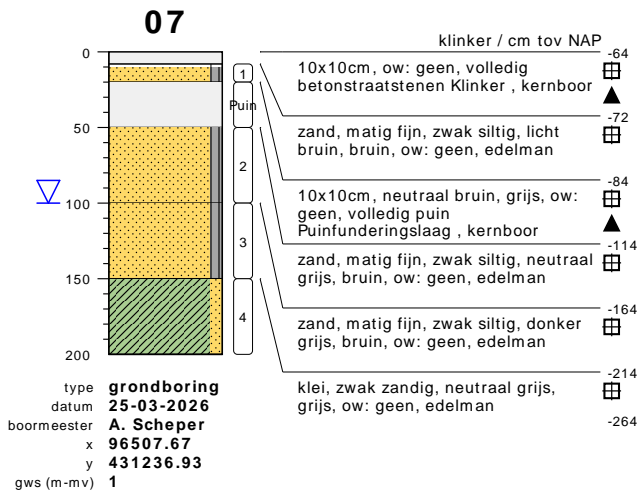 07
klinker / cm tov NAP
0
50
100
150
200
1
Puin
2
3
4
-64
10x10cm, ow: geen, volledig
betonstraatstenen Klinker , kernboor
-72
zand, matig fijn, zwak siltig, licht
bruin, bruin, ow: geen, edelman
-84
10x10cm, neutraal bruin, grijs, ow:
geen, volledig puin
Puinfunderingslaag , kernboor
-114
zand, matig fijn, zwak siltig, neutraal
grijs, bruin, ow: geen, edelman
-164
zand, matig fijn, zwak siltig, donker
grijs, bruin, ow: geen, edelman
-214
klei, zwak zandig, neutraal grijs,
grijs, ow: geen, edelman
-264
type grondboring
datum 25-03-2026
boormeester A. Scheper
x 96507.67
y 431236.93
gws (m-mv) 1